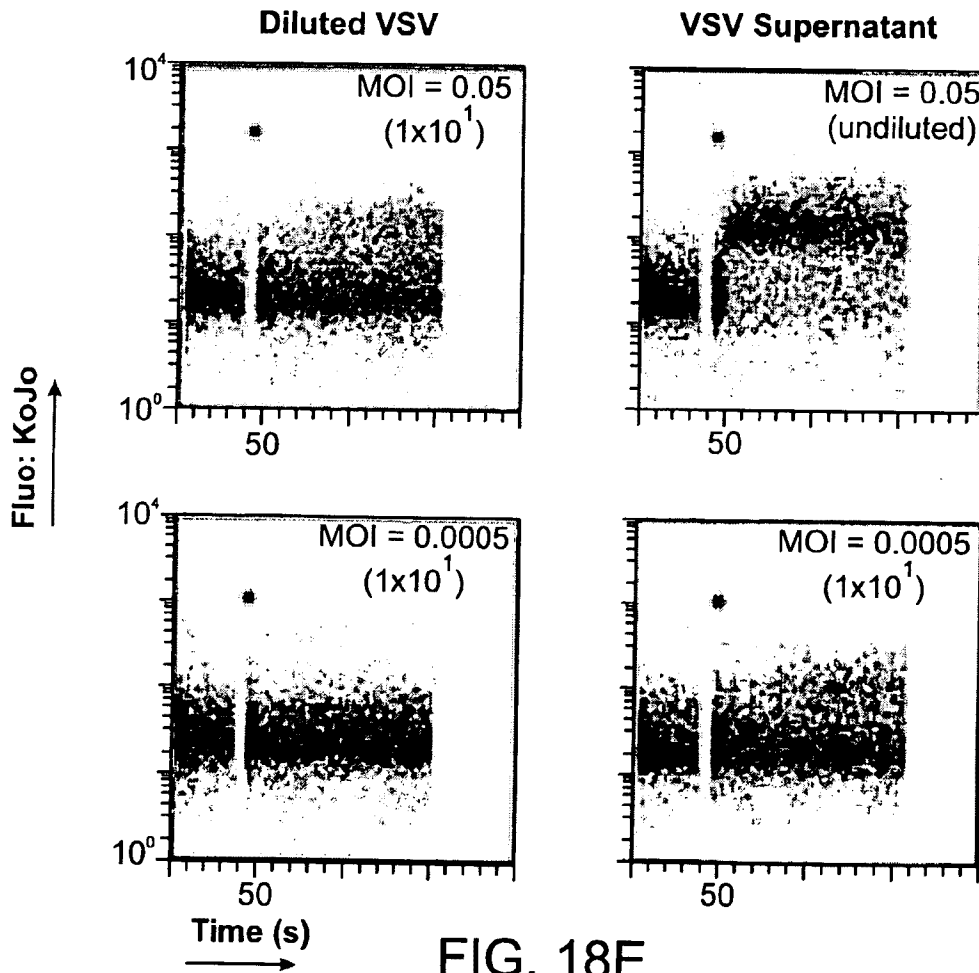 Diluted VSV
VSV Supernatant
10⁴
MOI = 0.05
(1x10¹)
MOI = 0.05
(undiluted)
10⁰
50
50
Fluo: KoJo
10⁴
MOI = 0.0005
(1x10¹)
MOI = 0.0005
(1x10¹)
10⁰
50
50
Time (s)
FIG. 18F